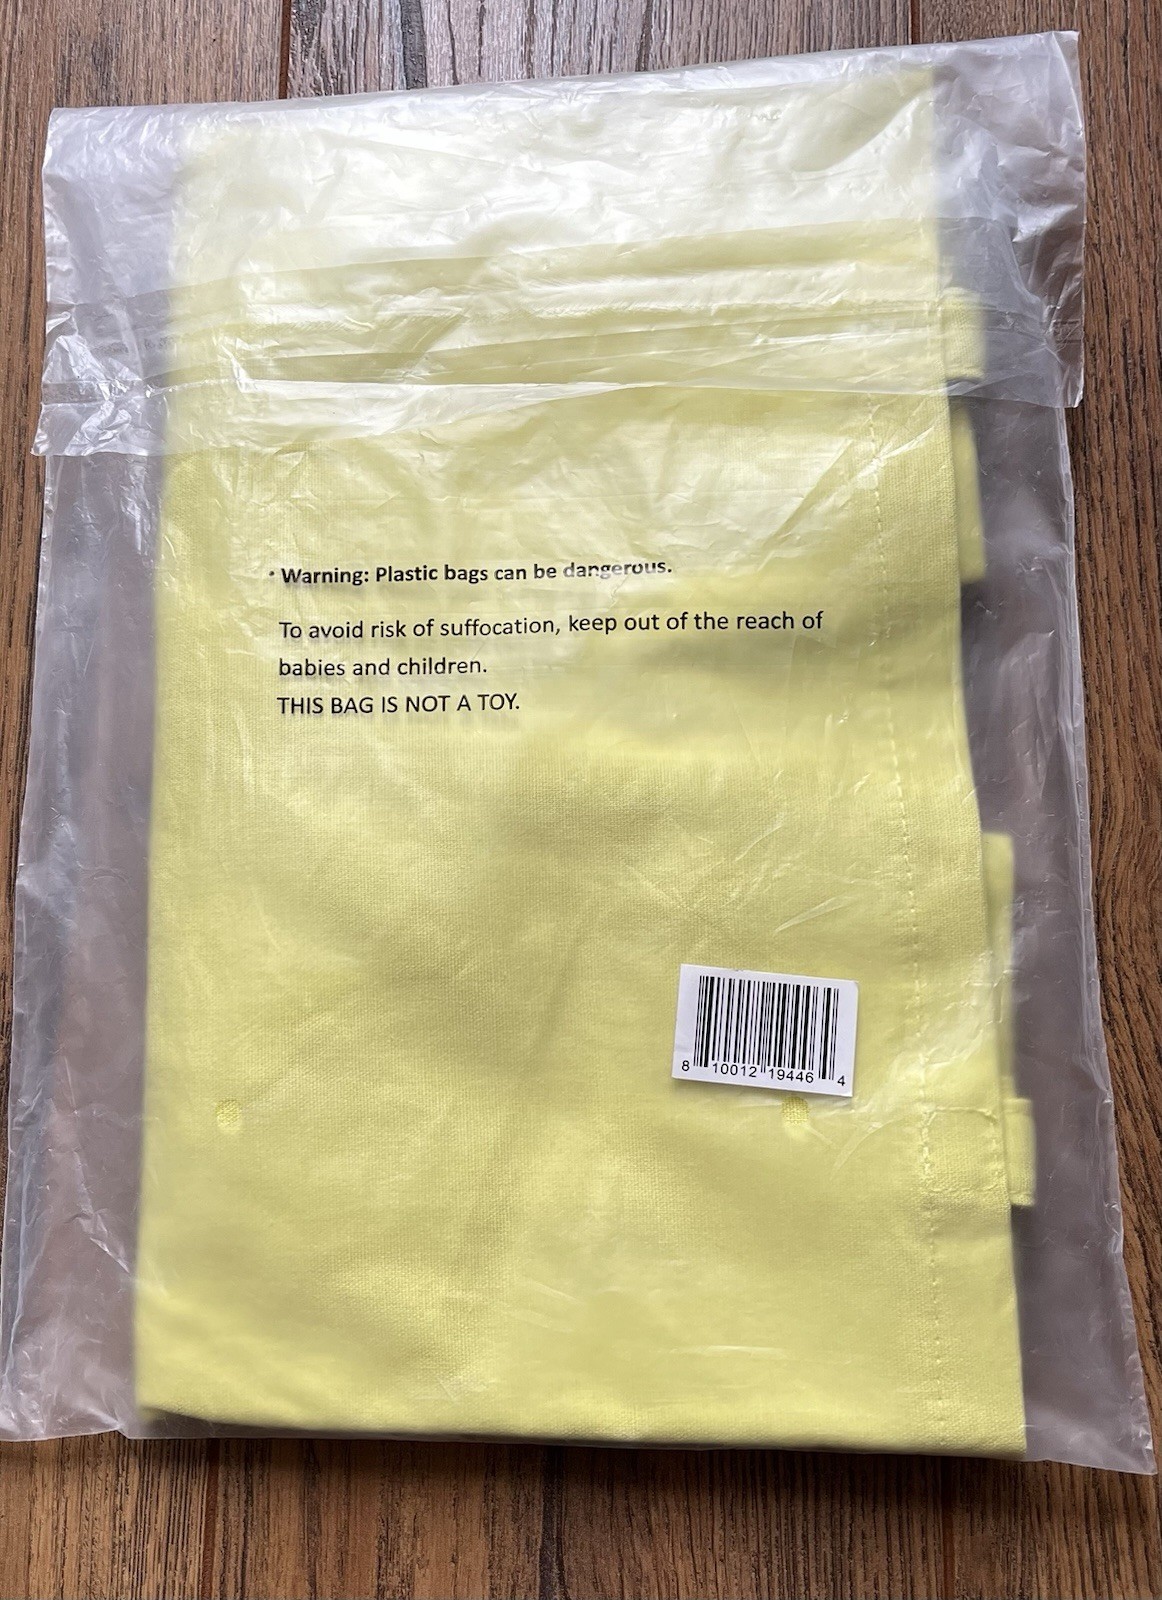 • Warning: Plastic bags can be dangerous.
To avoid risk of suffocation, keep out of the reach of
babies and children.
THIS BAG IS NOT A TOY.
8 10012 19446 4